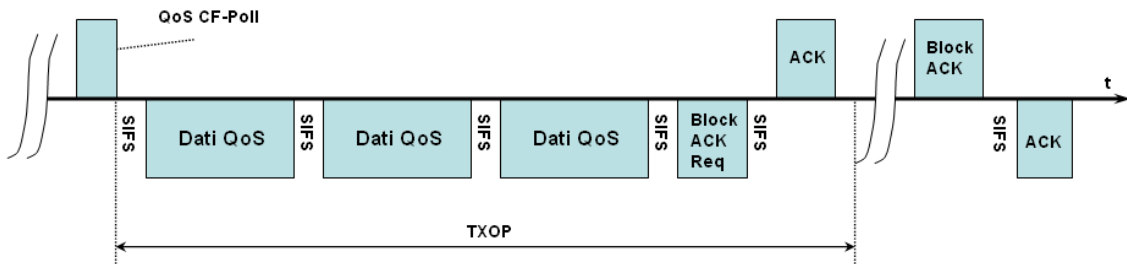 QoS CF-Poll
ACK
Block
ACK
t
SIFS
Dati QoS
SIFS
Dati QoS
SIFS
Dati QoS
SIFS
Block
ACK
Req
SIFS
SIFS
ACK
TXOP